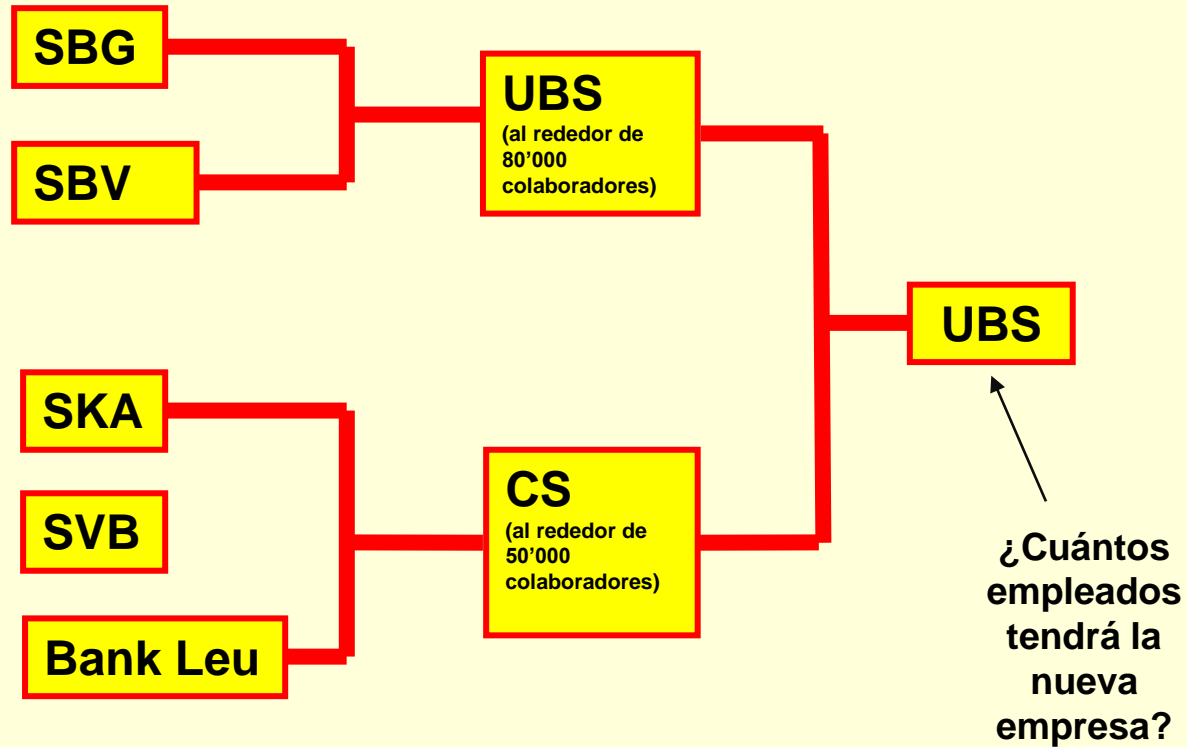 SBG
SBV
UBS
(al rededor de
80’000
colaboradores)
SKA
SVB
Bank Leu
CS
(al rededor de
50’000
colaboradores)
UBS
¿Cuántos
empleados
tendrá la
nueva
empresa?